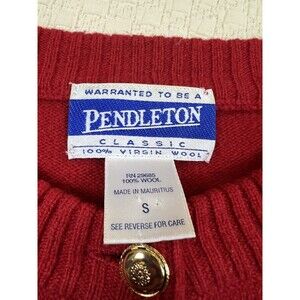 WARRANTED TO BE A
PENDLETON
CLASSIC
100% VIRGIN WOOL
RN 29685
100% WOOL
MADE IN MAURITIUS
S
SEE REVERSE FOR CARE